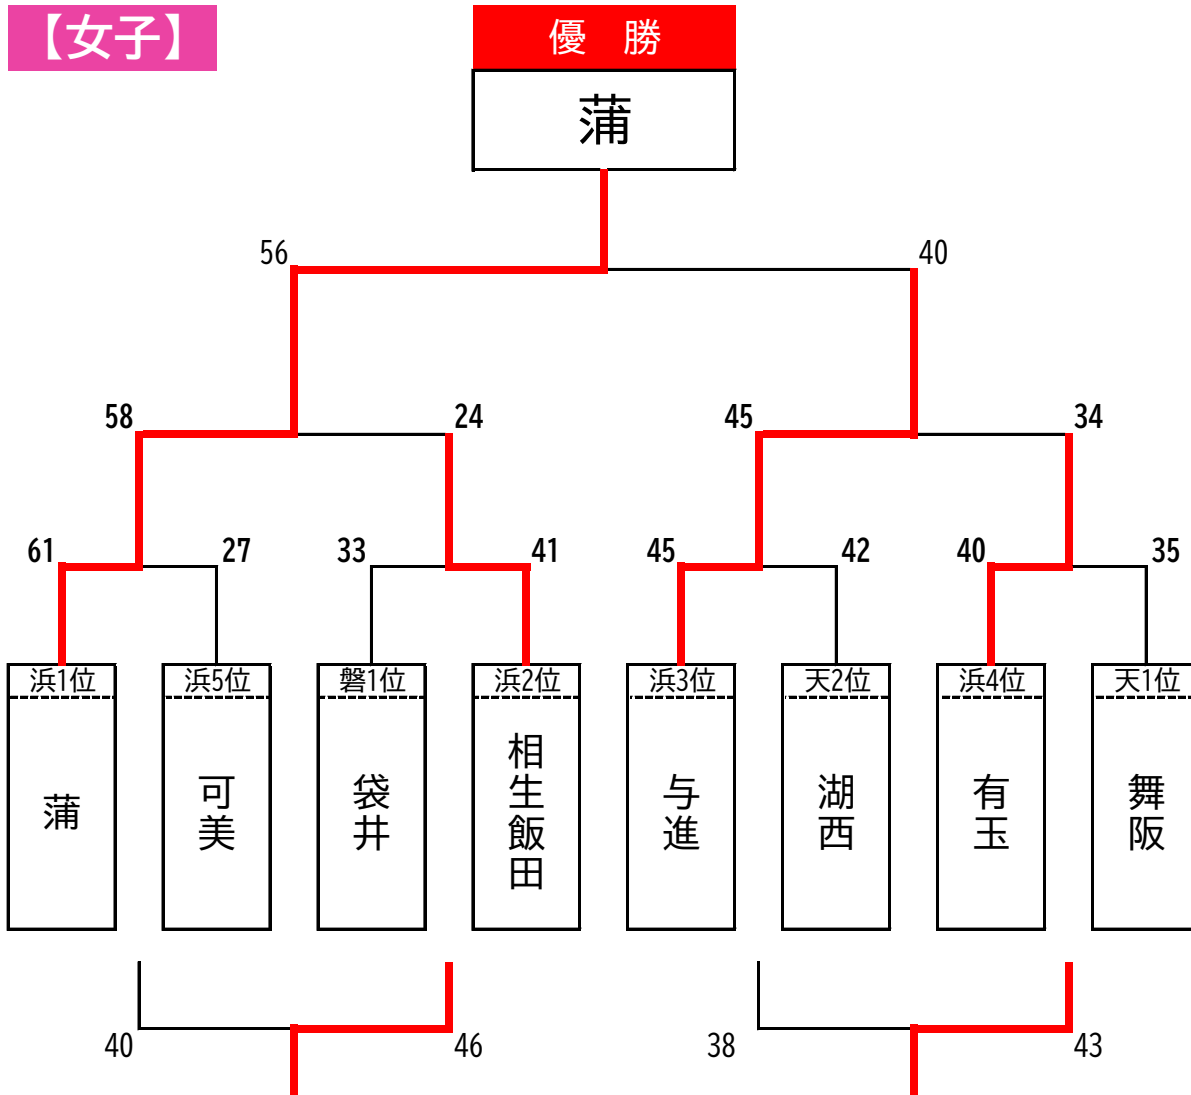 【女子】
優　勝
蒲
56
40
58
24
45
34
61
27
33
41
45
42
40
35
浜1位
浜5位
磐1位
浜2位
浜3位
天2位
浜4位
天1位
蒲
可美
袋井
相生飯田
与進
湖西
有玉
舞阪
40
46
38
43